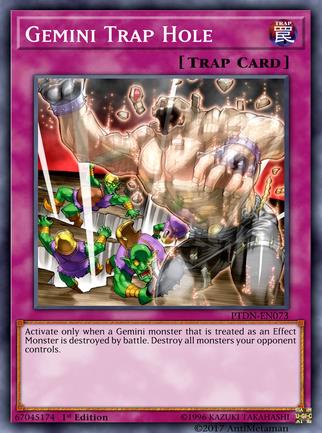 Gemini Trap Hole
TRAP
罠
[Trap Card]
PTDN-EN073
Activate only when a Gemini monster that is treated as an Effect
Monster is destroyed by battle. Destroy all monsters your opponent
controls.
67045174 1st Edition ©1996 KAZUKI TAKAHASHI
©2017 AntiMetaman